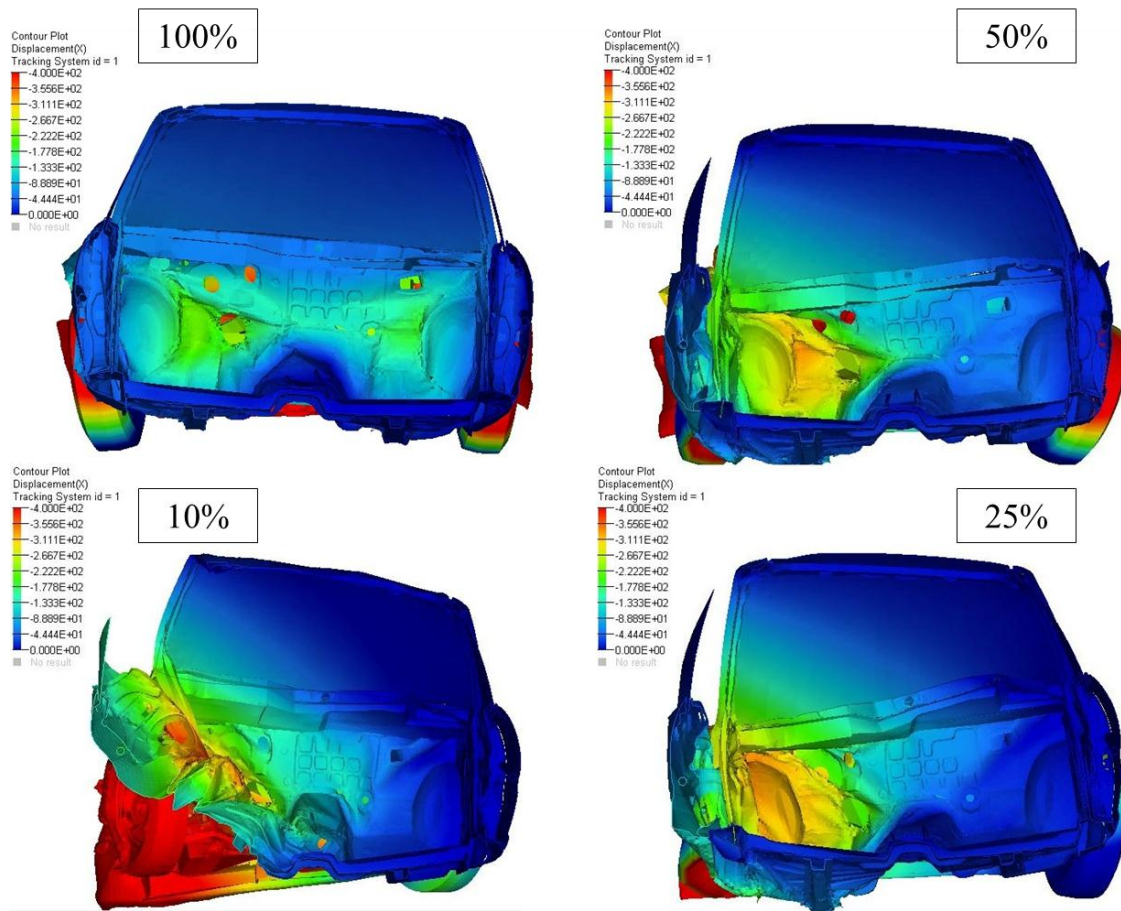 Contour Plot
Displacement(X)
Tracking System id = 1
-4.000E+02
-3.556E+02
-3.111E+02
-2.667E+02
-2.222E+02
-1.778E+02
-1.333E+02
-8.889E+01
-4.444E+01
0.000E+00
No result
100%
Contour Plot
Displacement(X)
Tracking System id = 1
-4.000E+02
-3.556E+02
-3.111E+02
-2.667E+02
-2.222E+02
-1.778E+02
-1.333E+02
-8.889E+01
-4.444E+01
0.000E+00
No result
50%
Contour Plot
Displacement(X)
Tracking System id = 1
-4.000E+02
-3.556E+02
-3.111E+02
-2.667E+02
-2.222E+02
-1.778E+02
-1.333E+02
-8.889E+01
-4.444E+01
0.000E+00
No result
10%
Contour Plot
Displacement(X)
Tracking System id = 1
-4.000E+02
-3.556E+02
-3.111E+02
-2.667E+02
-2.222E+02
-1.778E+02
-1.333E+02
-8.889E+01
-4.444E+01
0.000E+00
No result
25%